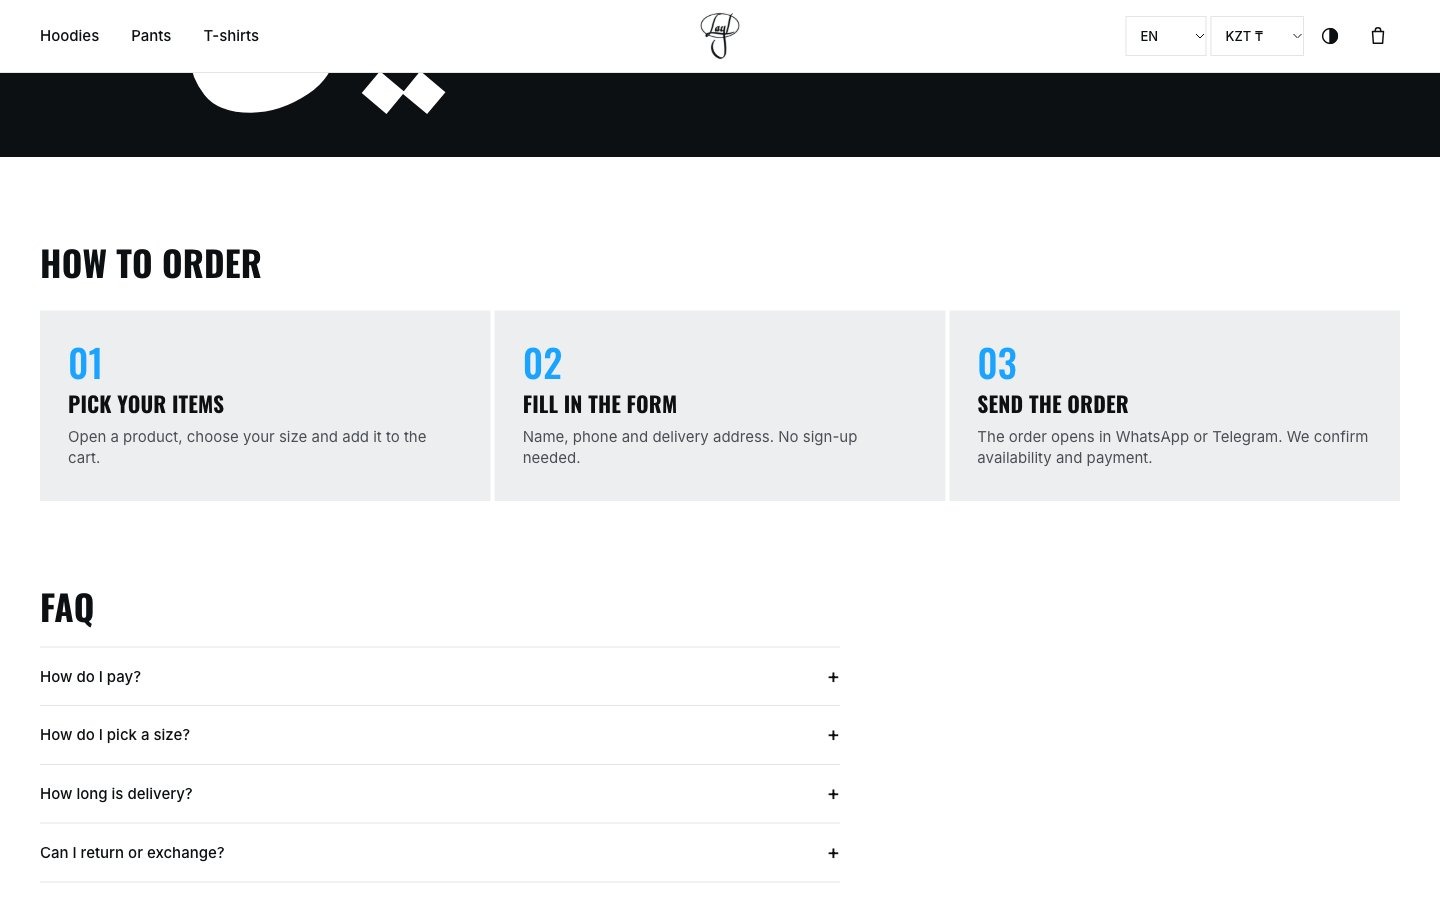 Hoodies
Pants
T-shirts
EN
KZT ₸
HOW TO ORDER
01
PICK YOUR ITEMS
Open a product, choose your size and add it to the
cart.
02
FILL IN THE FORM
Name, phone and delivery address. No sign-up
needed.
03
SEND THE ORDER
The order opens in WhatsApp or Telegram. We confirm
availability and payment.
FAQ
How do I pay?
+
How do I pick a size?
+
How long is delivery?
+
Can I return or exchange?
+